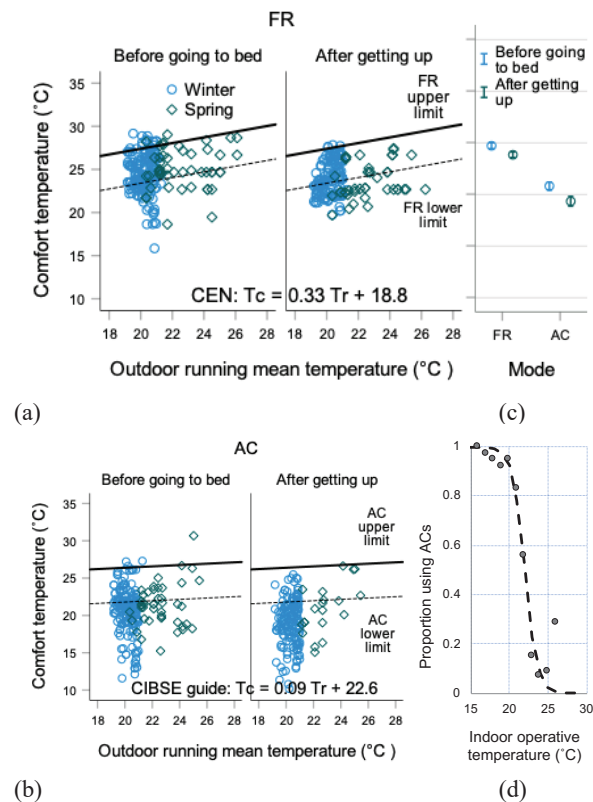 FR
Before going to bed
After getting up
Winter
Spring
FR
upper
limit
FR lower
limit
Comfort temperature (°C)
35
30
25
20
15
10
CEN: Tc = 0.33 Tr + 18.8
18 20 22 24 26 28
18 20 22 24 26 28
Outdoor running mean temperature (°C )
Before going
to bed
After getting
up
FR AC
Mode
(a)
(c)
AC
Before going to bed
After getting up
AC
upper
limit
AC
lower
limit
Comfort temperature (°C)
35
30
25
20
15
10
CIBSE guide: Tc = 0.09 Tr + 22.6
18 20 22 24 26 28
18 20 22 24 26 28
Outdoor running mean temperature (°C )
Proportion using ACs
1
0.8
0.6
0.4
0.2
0
15 20 25 30
Indoor operative
temperature (°C)
(b)
(d)